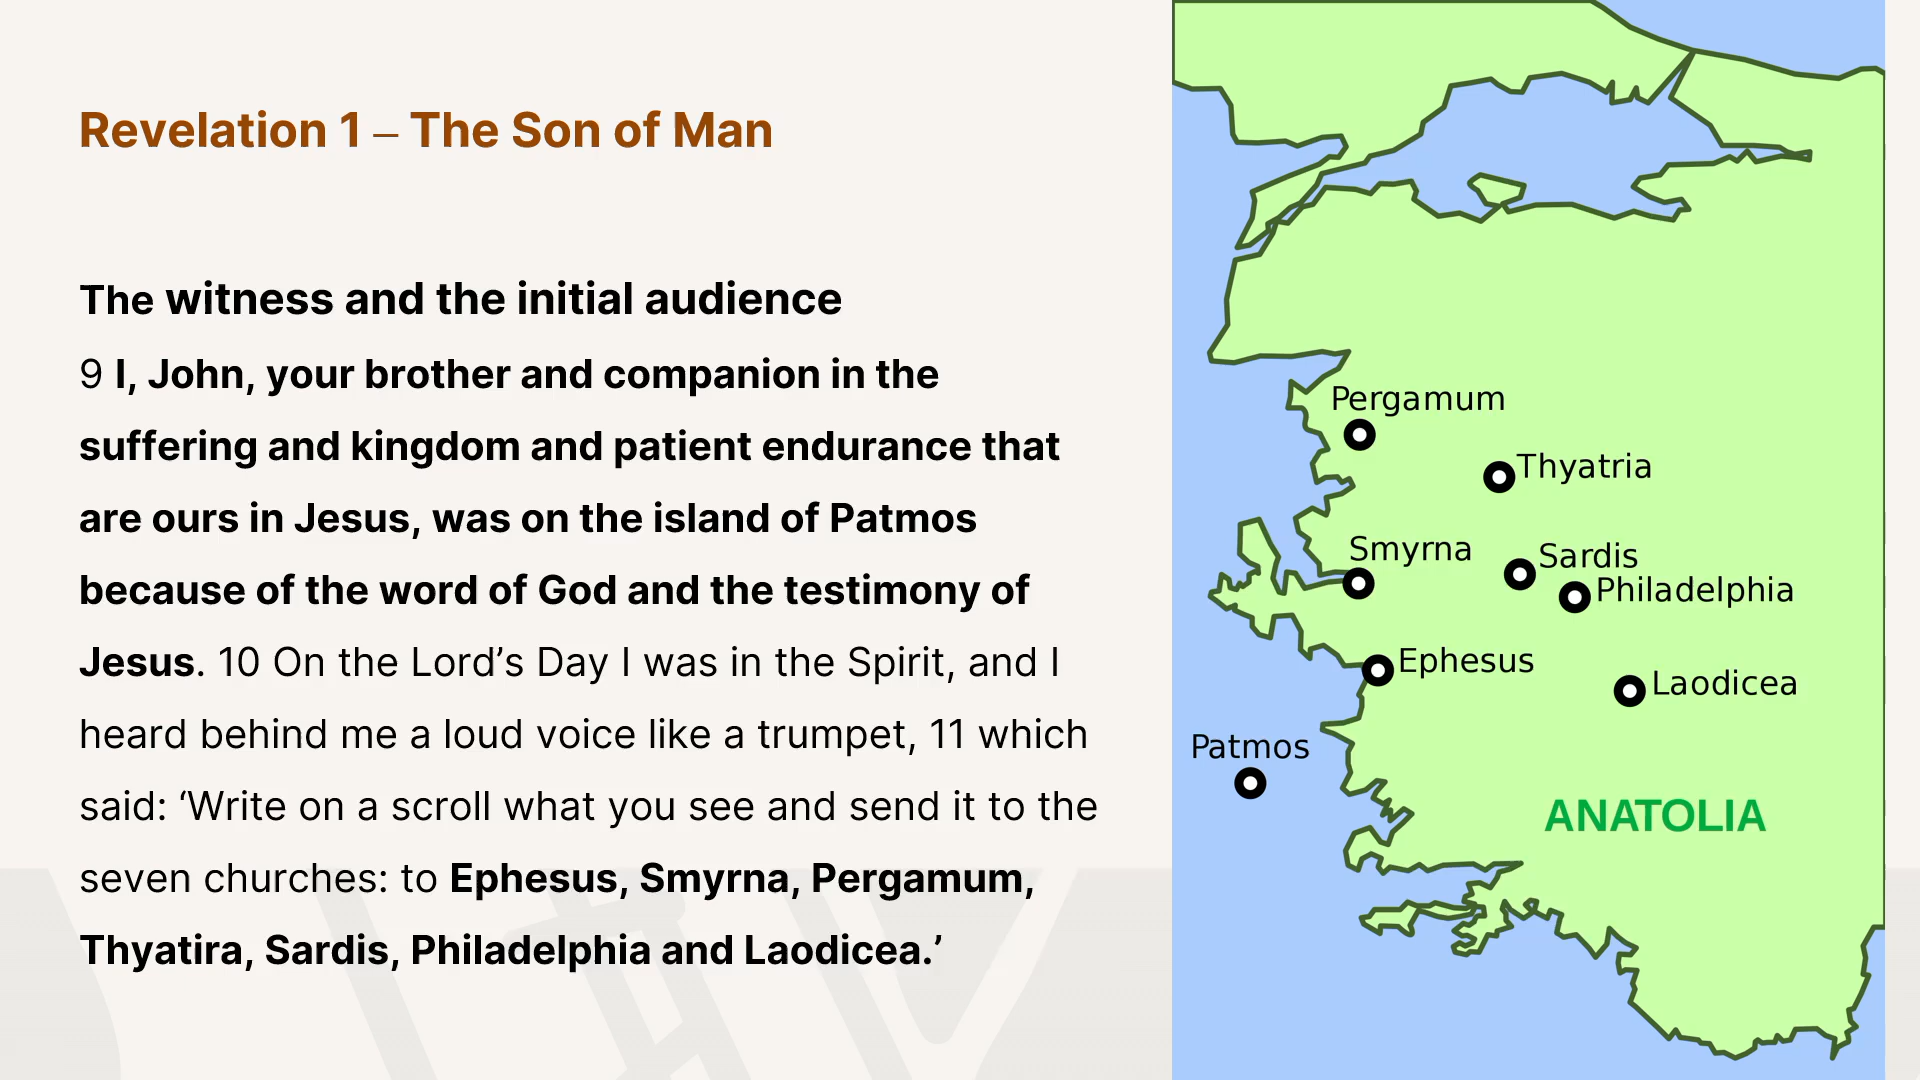 Revelation 1 – The Son of Man
The witness and the initial audience
9 I, John, your brother and companion in the
suffering and kingdom and patient endurance that
are ours in Jesus, was on the island of Patmos
because of the word of God and the testimony of
Jesus. 10 On the Lord’s Day I was in the Spirit, and I
heard behind me a loud voice like a trumpet, 11 which
said: ‘Write on a scroll what you see and send it to the
seven churches: to Ephesus, Smyrna, Pergamum,
Thyatira, Sardis, Philadelphia and Laodicea.’
Pergamum
Thyatria
Smyrna
Sardis
Philadelphia
Ephesus
Laodicea
Patmos
ANATOLIA